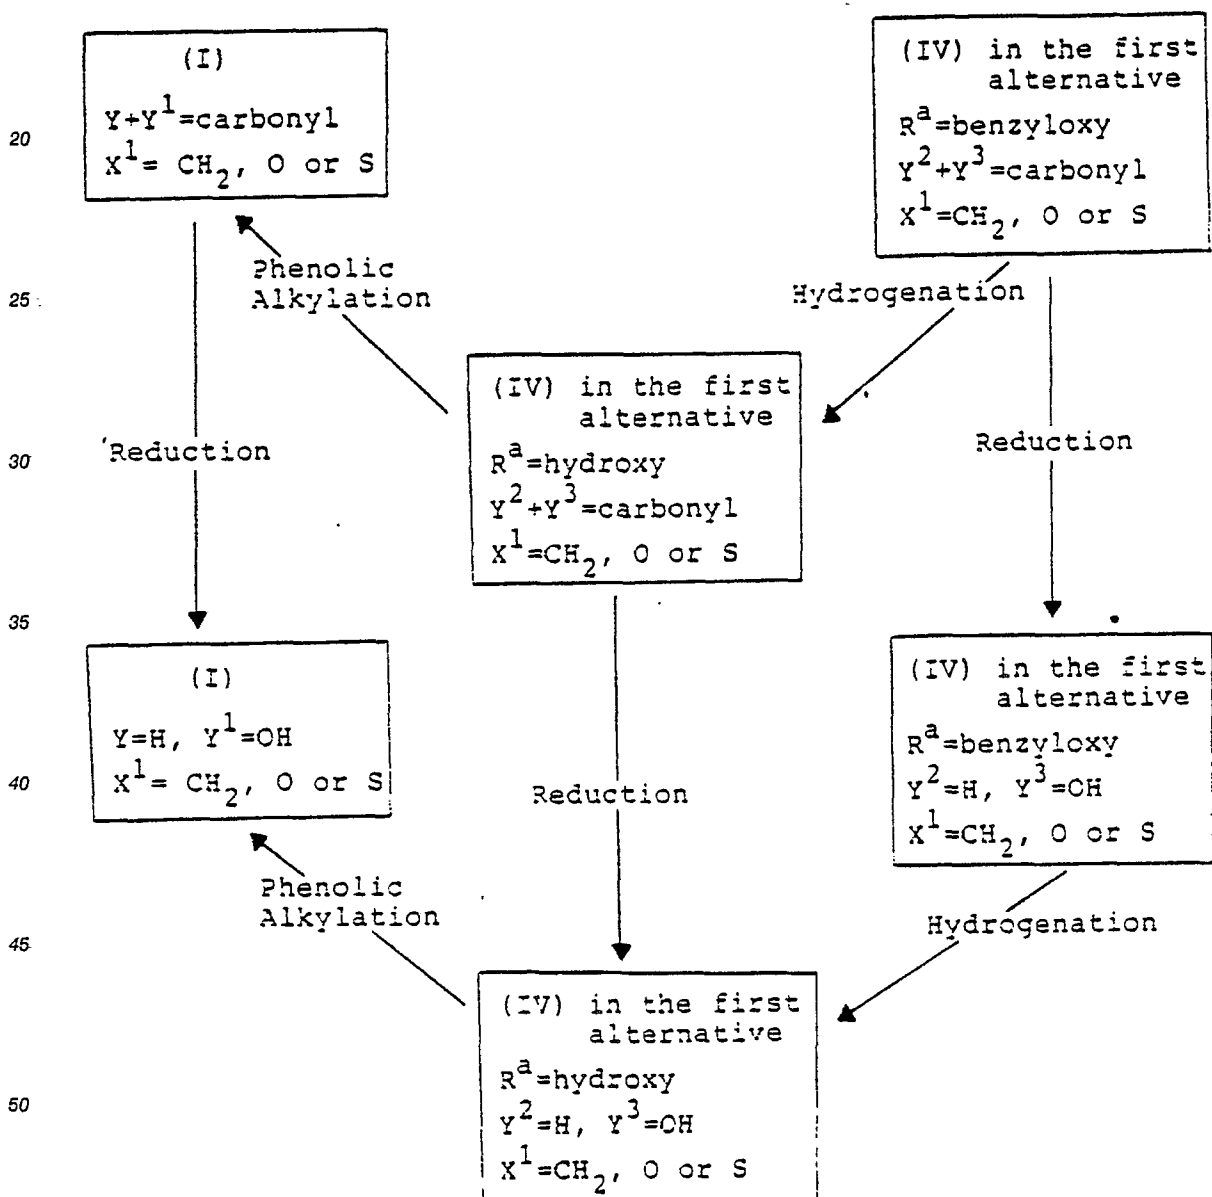 (I)
Y+Y¹=carbonyl
X¹= CH₂, O or S
(IV) in the first
alternative
Rᵃ=benzyloxy
Y²+Y³=carbonyl
X¹=CH₂, O or S
20
Phenolic
Alkylation
Hydrogenation
25
(IV) in the first
alternative
Rᵃ=hydroxy
Y²+Y³=carbonyl
X¹=CH₂, O or S
Reduction
Reduction
30
35
(I)
Y=H, Y¹=OH
X¹= CH₂, O or S
(IV) in the first
alternative
Rᵃ=benzyloxy
Y²=H, Y³=OH
X¹=CH₂, O or S
40
Reduction
Phenolic
Alkylation
Hydrogenation
45
(IV) in the first
alternative
Rᵃ=hydroxy
Y²=H, Y³=OH
X¹=CH₂, O or S
50